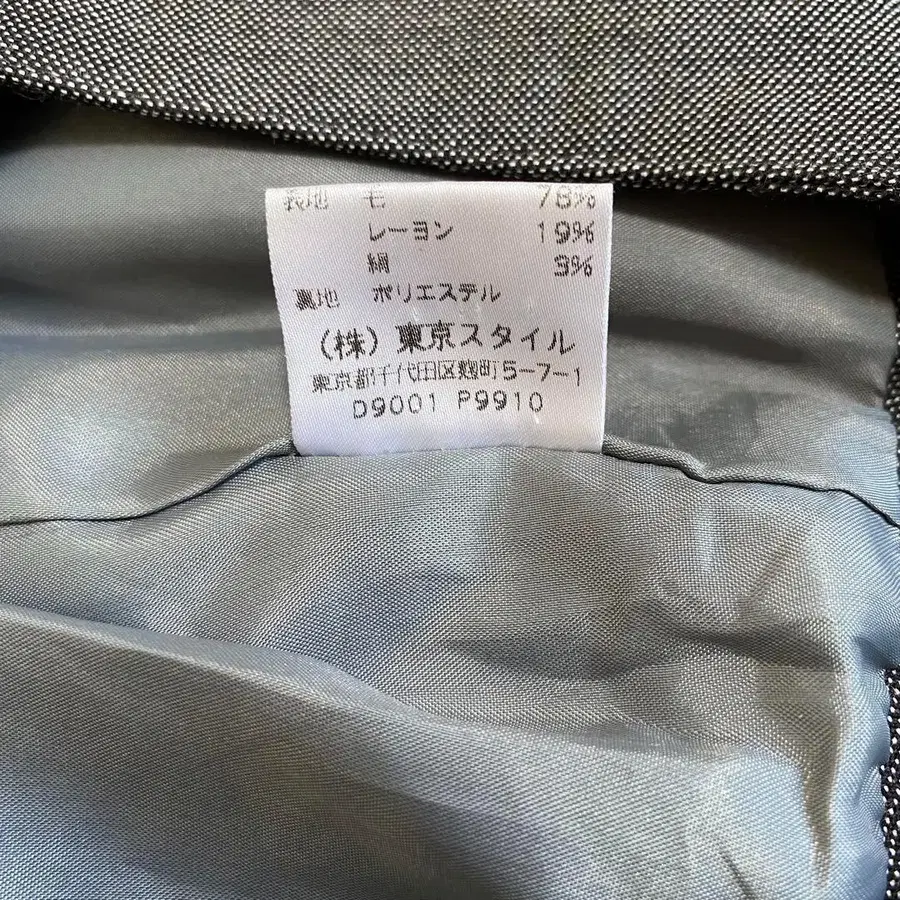 表地 毛 78%
レーヨン 19%
絹 3%
裏地 ポリエステル
(株)東京スタイル
東京都千代田区麹町5-7-1
D9001 P9910